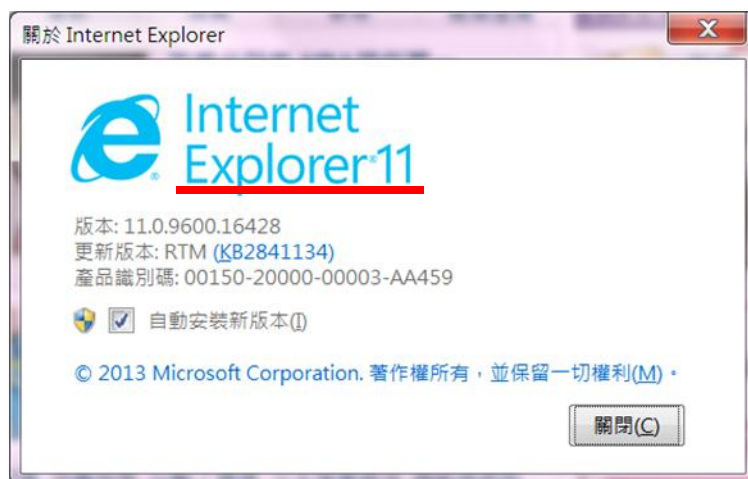 關於 Internet Explorer
Internet
Explorer®11
版本: 11.0.9600.16428
更新版本: RTM (KB2841134)
產品識別碼: 00150-20000-00003-AA459
自動安裝新版本(I)
© 2013 Microsoft Corporation. 著作權所有，並保留一切權利(M)。
關閉(C)